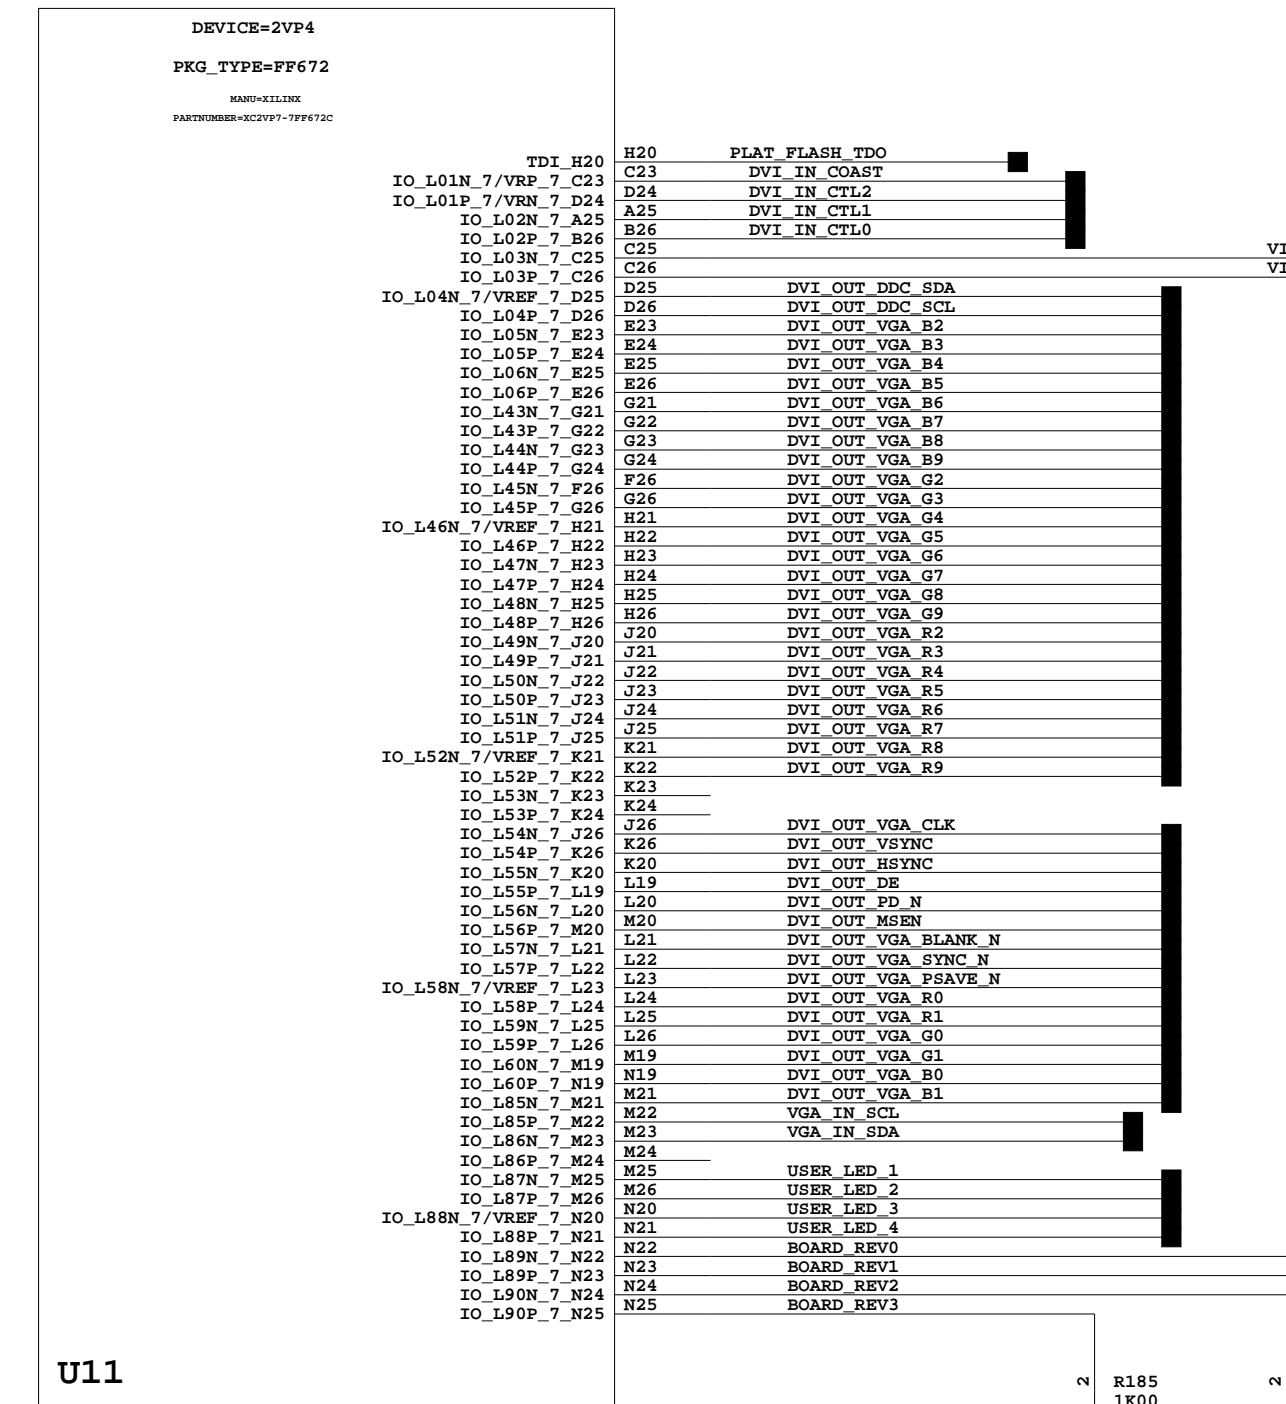 DEVICE=2VP4
PKG_TYPE=FF672
MANU=XILINX
PARTNUMBER=XC2VP7-7FF672C
TDI_H20 H20 PLAT_FLASH_TDO
IO_L01N_7/VRP_7_C23 C23 DVI_IN_COAST
IO_L01P_7/VRN_7_D24 D24 DVI_IN_CTL2
IO_L02N_7_A25 A25 DVI_IN_CTL1
IO_L02P_7_B26 B26 DVI_IN_CTL0
IO_L03N_7_C25 C25 VI
IO_L03P_7_C26 C26 VI
IO_L04N_7/VREF_7_D25 D25 DVI_OUT_DDC_SDA
IO_L04P_7_D26 D26 DVI_OUT_DDC_SCL
IO_L05N_7_E23 E23 DVI_OUT_VGA_B2
IO_L05P_7_E24 E24 DVI_OUT_VGA_B3
IO_L06N_7_E25 E25 DVI_OUT_VGA_B4
IO_L06P_7_E26 E26 DVI_OUT_VGA_B5
IO_L43N_7_G21 G21 DVI_OUT_VGA_B6
IO_L43P_7_G22 G22 DVI_OUT_VGA_B7
IO_L44N_7_G23 G23 DVI_OUT_VGA_B8
IO_L44P_7_G24 G24 DVI_OUT_VGA_B9
IO_L45N_7_F26 F26 DVI_OUT_VGA_G2
IO_L45P_7_G26 G26 DVI_OUT_VGA_G3
IO_L46N_7/VREF_7_H21 H21 DVI_OUT_VGA_G4
IO_L46P_7_H22 H22 DVI_OUT_VGA_G5
IO_L47N_7_H23 H23 DVI_OUT_VGA_G6
IO_L47P_7_H24 H24 DVI_OUT_VGA_G7
IO_L48N_7_H25 H25 DVI_OUT_VGA_G8
IO_L48P_7_H26 H26 DVI_OUT_VGA_G9
IO_L49N_7_J20 J20 DVI_OUT_VGA_R2
IO_L49P_7_J21 J21 DVI_OUT_VGA_R3
IO_L50N_7_J22 J22 DVI_OUT_VGA_R4
IO_L50P_7_J23 J23 DVI_OUT_VGA_R5
IO_L51N_7_J24 J24 DVI_OUT_VGA_R6
IO_L51P_7_J25 J25 DVI_OUT_VGA_R7
IO_L52N_7/VREF_7_K21 K21 DVI_OUT_VGA_R8
IO_L52P_7_K22 K22 DVI_OUT_VGA_R9
IO_L53N_7_K23 K23
IO_L53P_7_K24 K24
IO_L54N_7_J26 J26 DVI_OUT_VGA_CLK
IO_L54P_7_K26 K26 DVI_OUT_VSYNC
IO_L55N_7_K20 K20 DVI_OUT_HSYNC
IO_L55P_7_L19 L19 DVI_OUT_DE
IO_L56N_7_L20 L20 DVI_OUT_PD_N
IO_L56P_7_M20 M20 DVI_OUT_MSEN
IO_L57N_7_L21 L21 DVI_OUT_VGA_BLANK_N
IO_L57P_7_L22 L22 DVI_OUT_VGA_SYNC_N
IO_L58N_7/VREF_7_L23 L23 DVI_OUT_VGA_PSAVE_N
IO_L58P_7_L24 L24 DVI_OUT_VGA_R0
IO_L59N_7_L25 L25 DVI_OUT_VGA_R1
IO_L59P_7_L26 L26 DVI_OUT_VGA_G0
IO_L60N_7_M19 M19 DVI_OUT_VGA_G1
IO_L60P_7_N19 N19 DVI_OUT_VGA_B0
IO_L85N_7_M21 M21 DVI_OUT_VGA_B1
IO_L85P_7_M22 M22 VGA_IN_SCL
IO_L86N_7_M23 M23 VGA_IN_SDA
IO_L86P_7_M24 M24
IO_L87N_7_M25 M25 USER_LED_1
IO_L87P_7_M26 M26 USER_LED_2
IO_L88N_7/VREF_7_N20 N20 USER_LED_3
IO_L88P_7_N21 N21 USER_LED_4
IO_L89N_7_N22 N22 BOARD_REV0
IO_L89P_7_N23 N23 BOARD_REV1
IO_L90N_7_N24 N24 BOARD_REV2
IO_L90P_7_N25 N25 BOARD_REV3
U11 2 R185 2
1K00